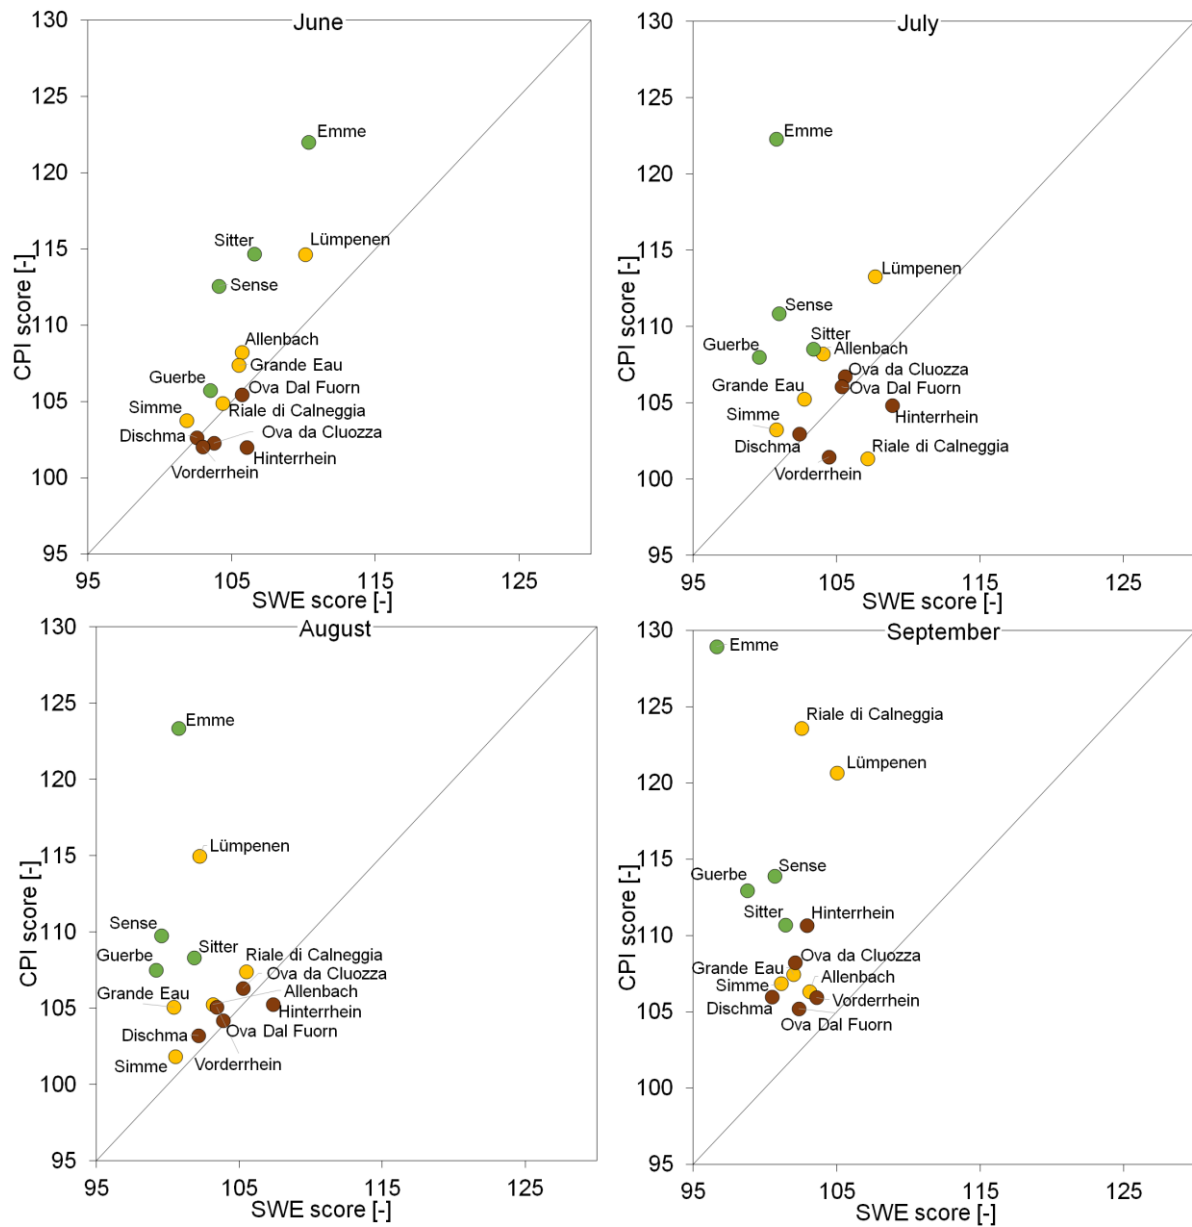 June
130
125
120
115
110
105
100
95
CPI score [-]
Emme
Sitter
Lümpenen
Sense
Allenbach
Grande Eau
Guerbe
Ova Dal Fuorn
Simme
Riale di Calneggia
Dischma
Ova da Cluozza
Vorderrhein
Hinterrhein
95
105
115
125
SWE score [-]
July
130
125
120
115
110
105
100
95
CPI score [-]
Emme
Lümpenen
Sense
Sitter
Guerbe
Allenbach
Ova da Cluozza
Grande Eau
Ova Dal Fuorn
Simme
Hinterrhein
Dischma
Riale di Calneggia
Vorderrhein
95
105
115
125
SWE score [-]
August
130
125
120
115
110
105
100
95
CPI score [-]
Emme
Lümpenen
Sense
Sitter
Guerbe
Riale di Calneggia
Ova da Cluozza
Grande Eau
Allenbach
Hinterrhein
Dischma
Ova Dal Fuorn
Simme
Vorderrhein
95
105
115
125
SWE score [-]
September
130
125
120
115
110
105
100
95
CPI score [-]
Emme
Riale di Calneggia
Lümpenen
Sense
Guerbe
Sitter
Hinterrhein
Ova da Cluozza
Grande Eau
Allenbach
Simme
Dischma
Vorderrhein
Ova Dal Fuorn
95
105
115
125
SWE score [-]